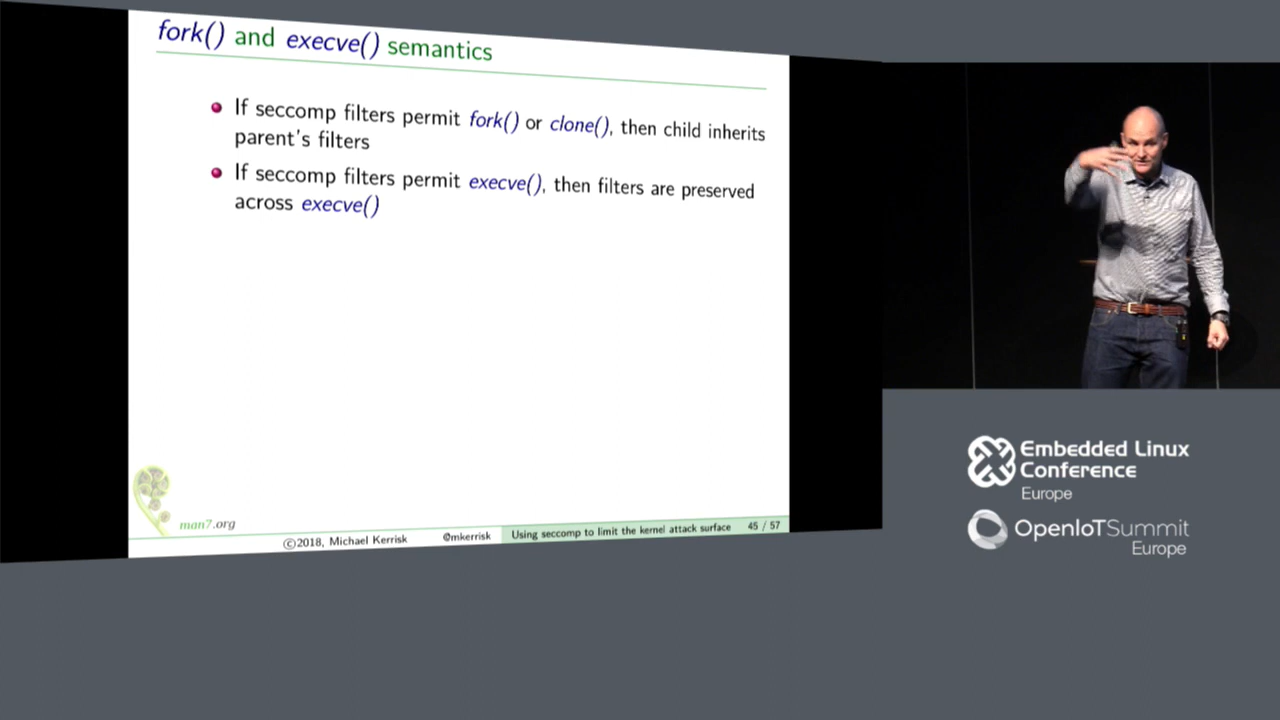 fork() and execve() semantics
If seccomp filters permit fork() or clone(), then child inherits
parent's filters
If seccomp filters permit execve(), then filters are preserved
across execve()
man7.org
©2018, Michael Kerrisk
@mkerrisk
Using seccomp to limit the kernel attack surface
45 / 57
Embedded Linux
Conference
Europe
OpenIoTSummit
Europe